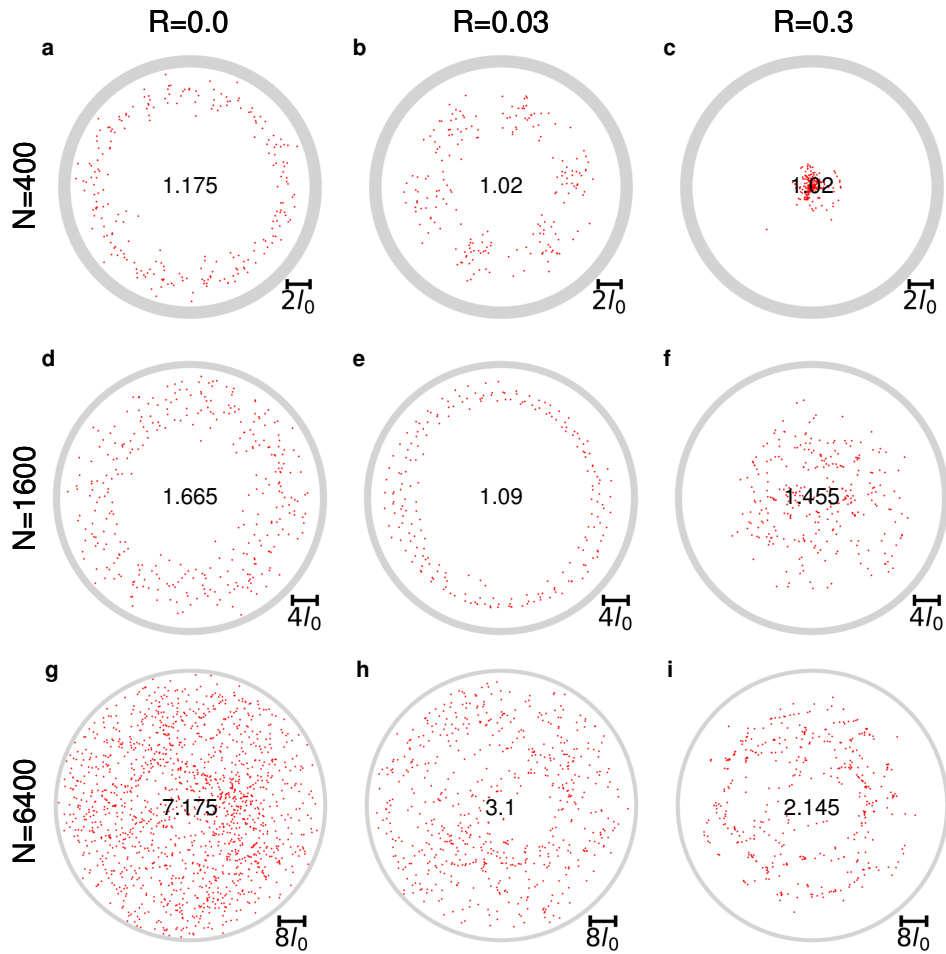 R=0.0 R=0.03 R=0.3
a b c
N=400
1.175 1.02 1.02
2l₀ 2l₀ 2l₀
d e f
N=1600
1.665 1.09 1.455
4l₀ 4l₀ 4l₀
g h i
N=6400
7.175 3.1 2.145
8l₀ 8l₀ 8l₀